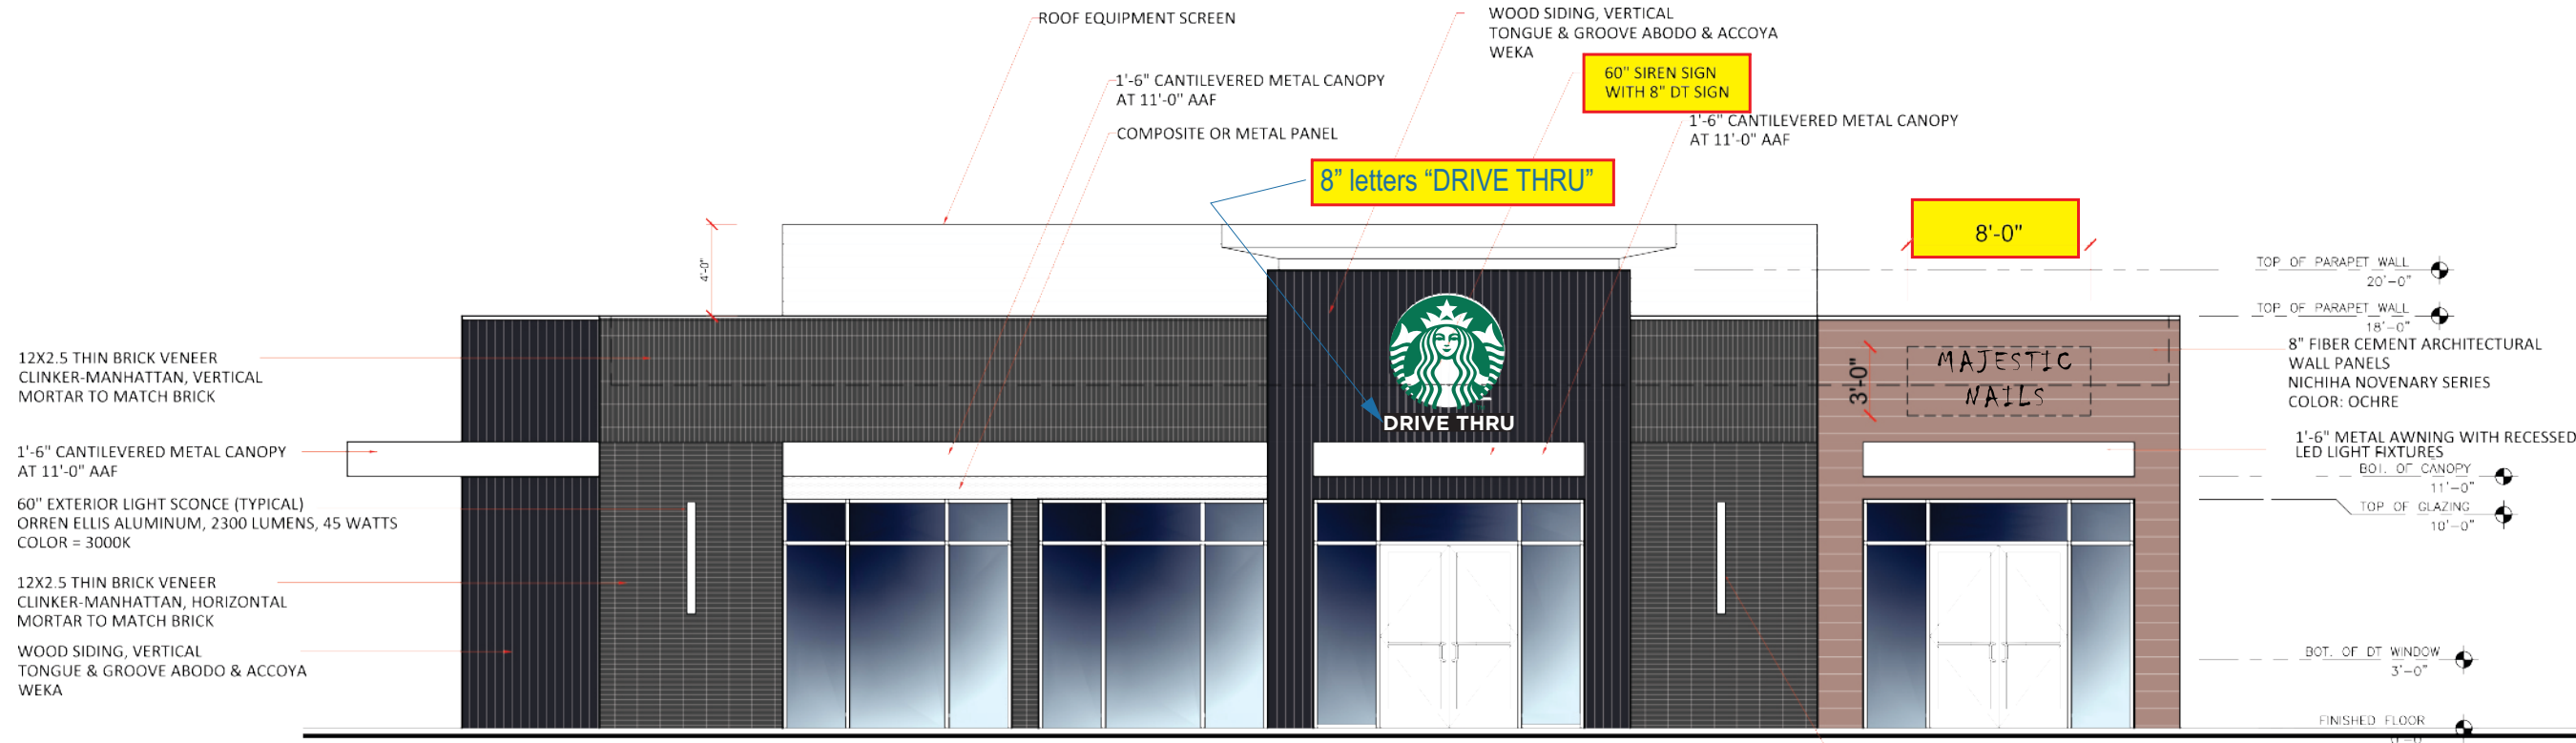 ROOF EQUIPMENT SCREEN
WOOD SIDING, VERTICAL
TONGUE & GROOVE ABODO & ACCOYA
WEKA
1'-6" CANTILEVERED METAL CANOPY
AT 11'-0" AAF
60" SIREN SIGN
WITH 8" DT SIGN
COMPOSITE OR METAL PANEL
1'-6" CANTILEVERED METAL CANOPY
AT 11'-0" AAF
8” letters “DRIVE THRU”
8'-0"
4'-0"
TOP OF PARAPET WALL
20'-0"
TOP OF PARAPET WALL
18'-0"
12X2.5 THIN BRICK VENEER
CLINKER-MANHATTAN, VERTICAL
MORTAR TO MATCH BRICK
DRIVE THRU
3'-0"
MAJESTIC
NAILS
8" FIBER CEMENT ARCHITECTURAL
WALL PANELS
NICHIHA NOVENARY SERIES
COLOR: OCHRE
1'-6" CANTILEVERED METAL CANOPY
AT 11'-0" AAF
1'-6" METAL AWNING WITH RECESSED
LED LIGHT FIXTURES
BOT. OF CANOPY
11'-0"
TOP OF GLAZING
10'-0"
60" EXTERIOR LIGHT SCONCE (TYPICAL)
ORREN ELLIS ALUMINUM, 2300 LUMENS, 45 WATTS
COLOR = 3000K
12X2.5 THIN BRICK VENEER
CLINKER-MANHATTAN, HORIZONTAL
MORTAR TO MATCH BRICK
WOOD SIDING, VERTICAL
TONGUE & GROOVE ABODO & ACCOYA
WEKA
BOT. OF DT WINDOW
3'-0"
FINISHED FLOOR
0'-0"